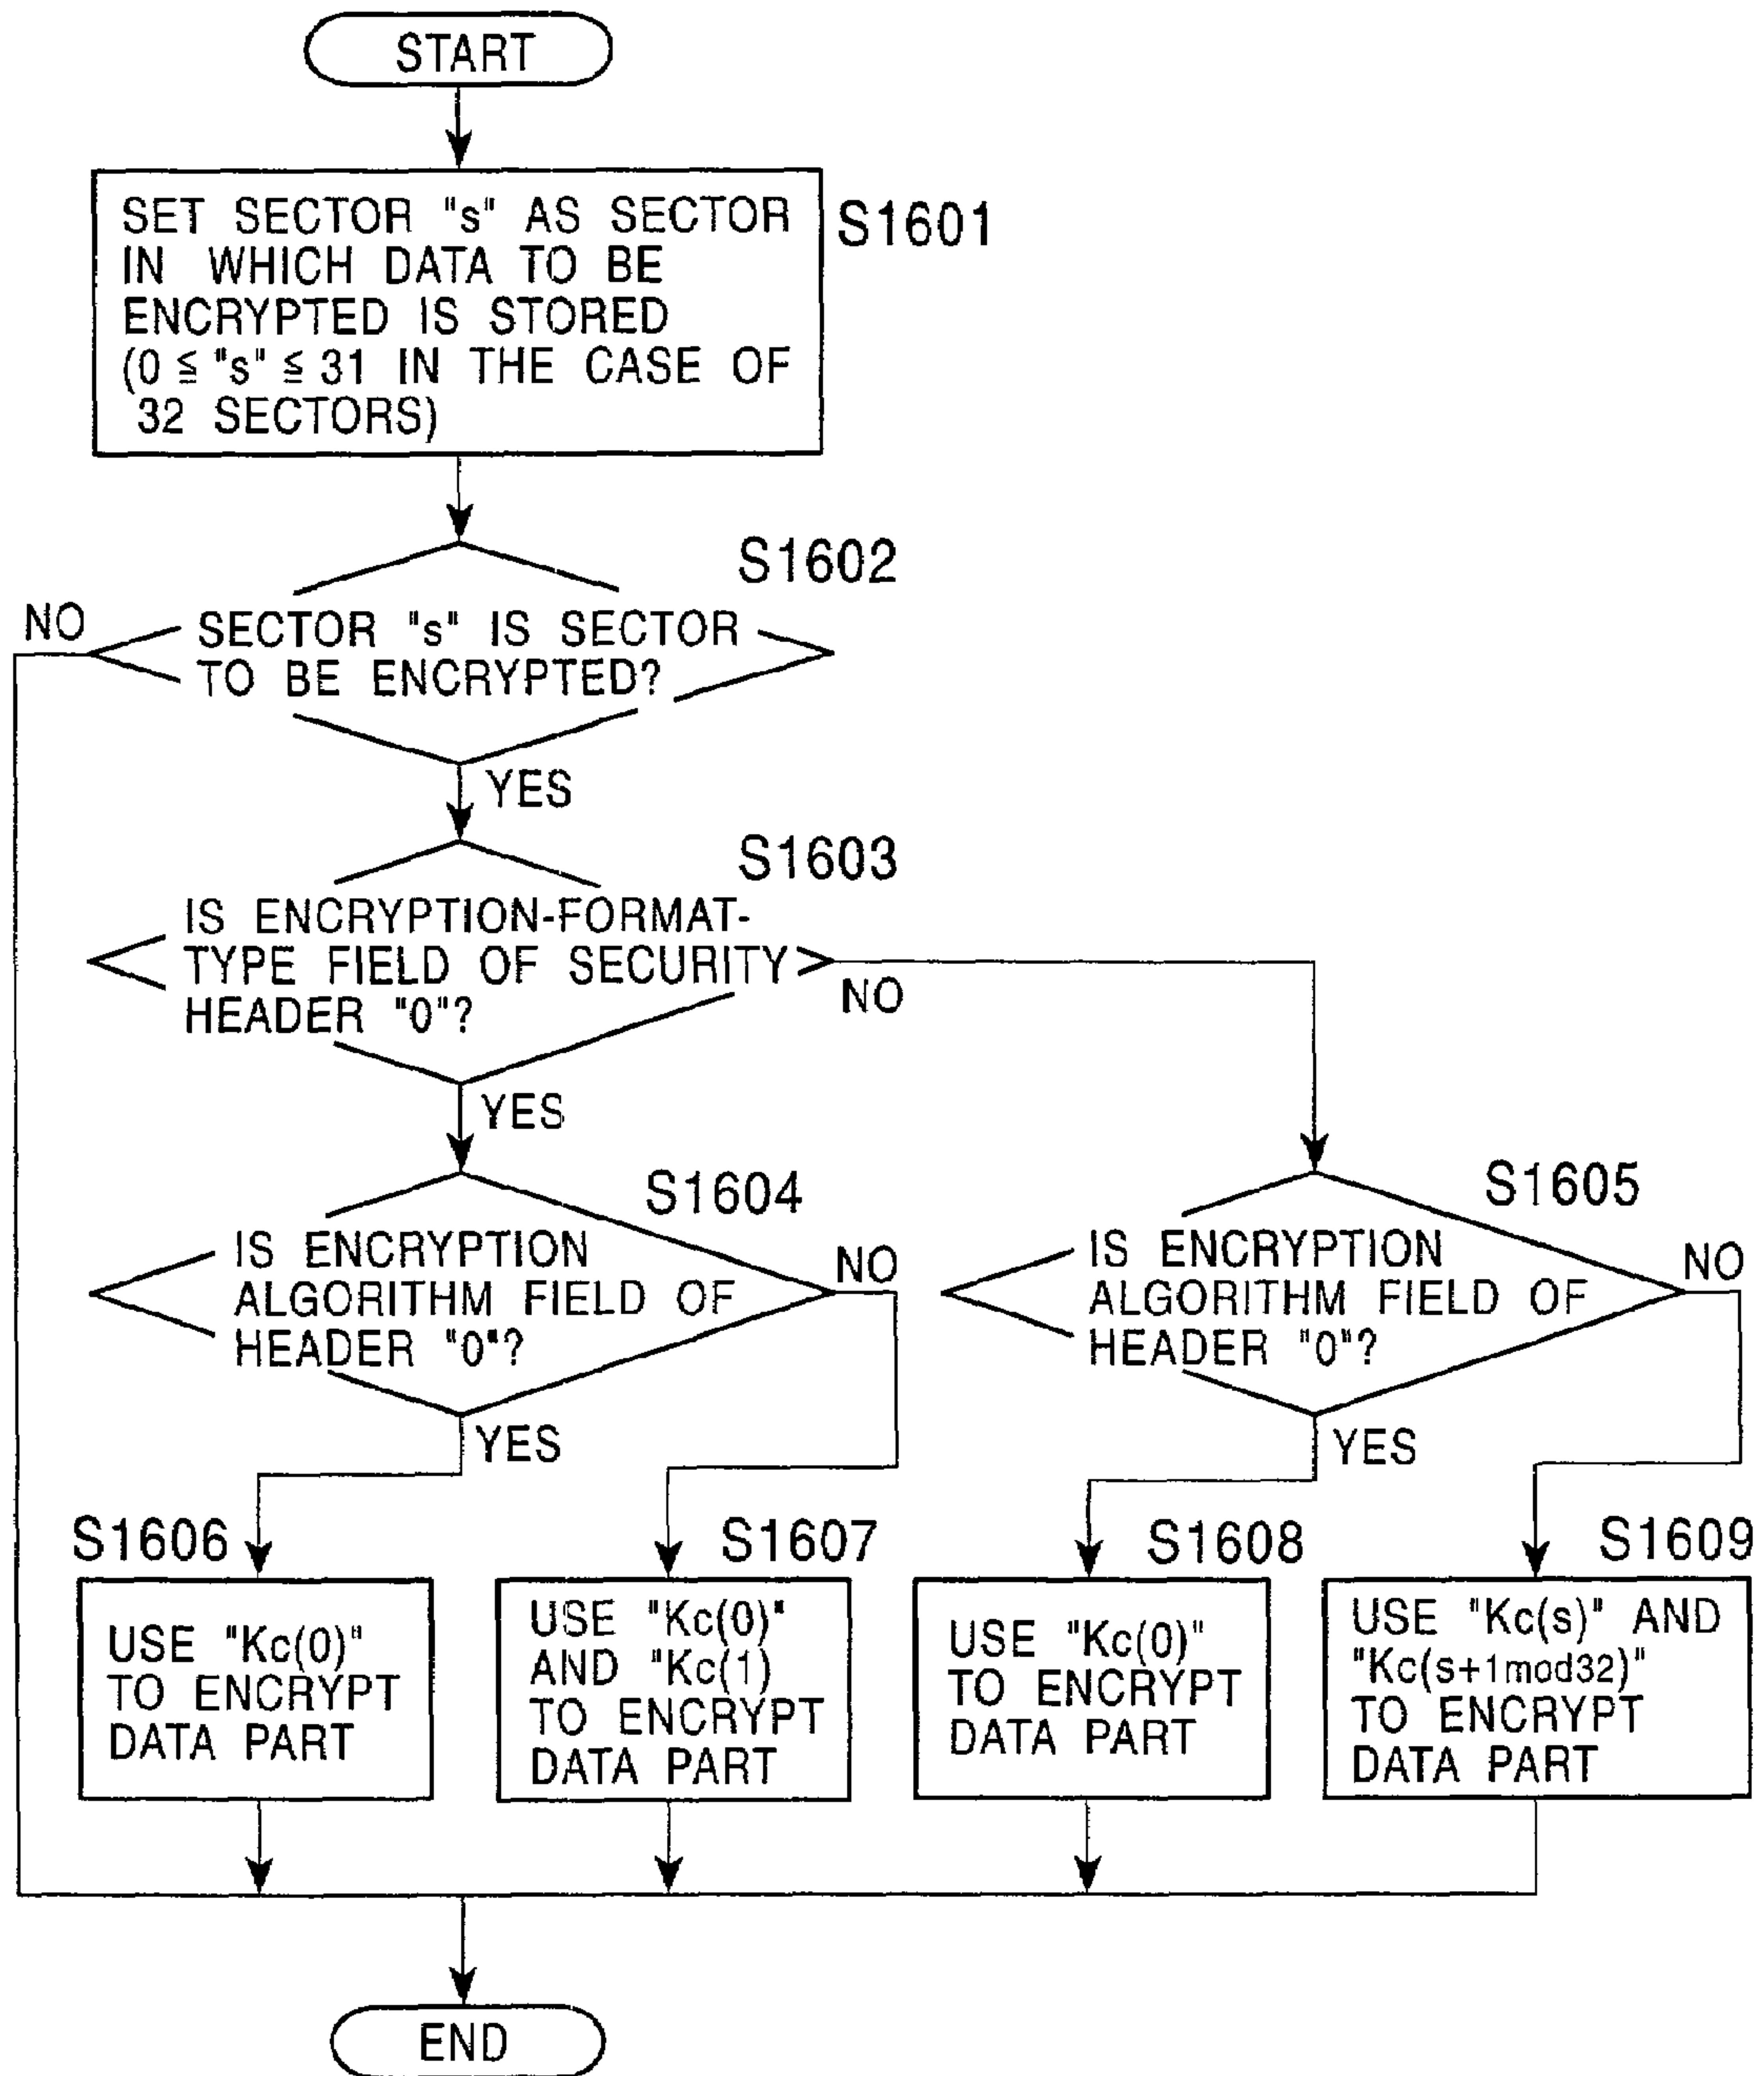 START
SET SECTOR "s" AS SECTOR
IN WHICH DATA TO BE
ENCRYPTED IS STORED
(0 ≦ "s" ≦ 31 IN THE CASE OF
32 SECTORS)
S1601
S1602
NO
SECTOR "s" IS SECTOR
TO BE ENCRYPTED?
YES
S1603
IS ENCRYPTION-FORMAT-
TYPE FIELD OF SECURITY
HEADER "0"?
NO
YES
S1604
IS ENCRYPTION
ALGORITHM FIELD OF
HEADER "0"?
NO
YES
S1605
IS ENCRYPTION
ALGORITHM FIELD OF
HEADER "0"?
NO
YES
S1606
USE "Kc(0)"
TO ENCRYPT
DATA PART
S1607
USE "Kc(0)"
AND "Kc(1)
TO ENCRYPT
DATA PART
S1608
USE "Kc(0)"
TO ENCRYPT
DATA PART
S1609
USE "Kc(s)" AND
"Kc(s+1mod32)"
TO ENCRYPT
DATA PART
END